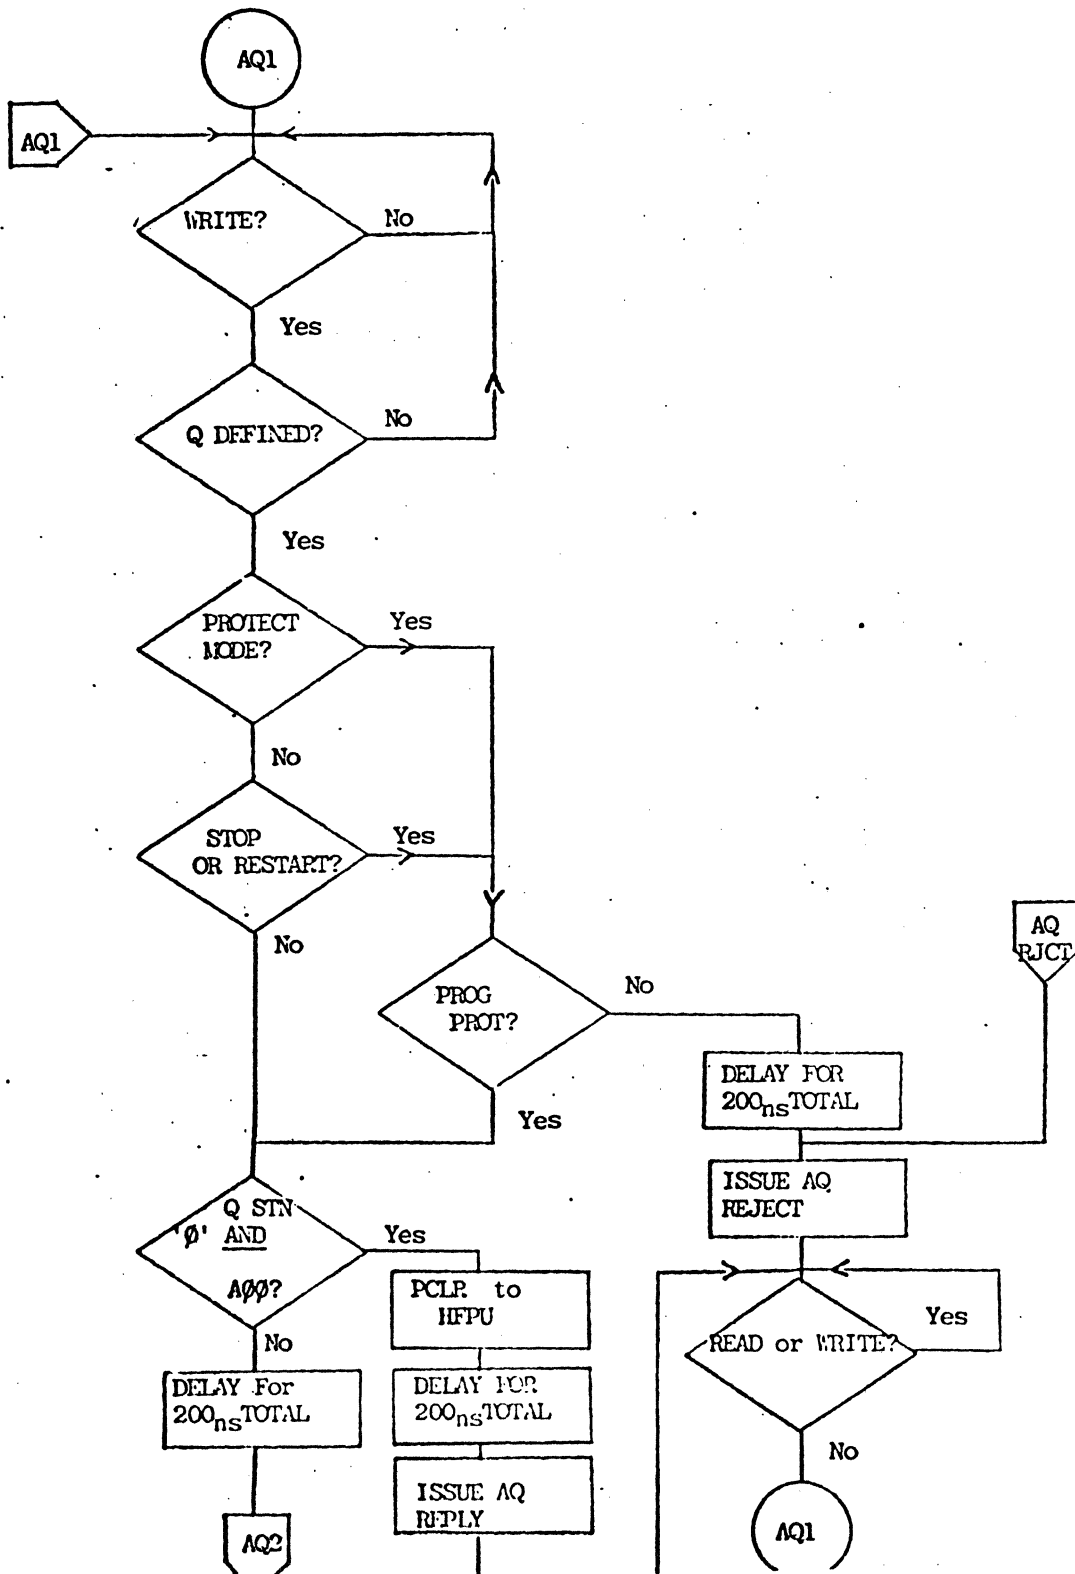 AQ1
AQ1
WRITE?
No
Yes
Q DEFINED?
No
Yes
PROTECT
MODE?
Yes
No
STOP
OR RESTART?
Yes
No
PROG
PROT?
No
Yes
AQ
RJCT
DELAY FOR
200ns TOTAL
ISSUE AQ
REJECT
Q STN
'Ø' AND
AØØ?
Yes
No
PCLR to
HFPU
DELAY FOR
200ns TOTAL
ISSUE AQ
REPLY
DELAY For
200ns TOTAL
AQ2
READ or WRITE?
Yes
No
AQ1